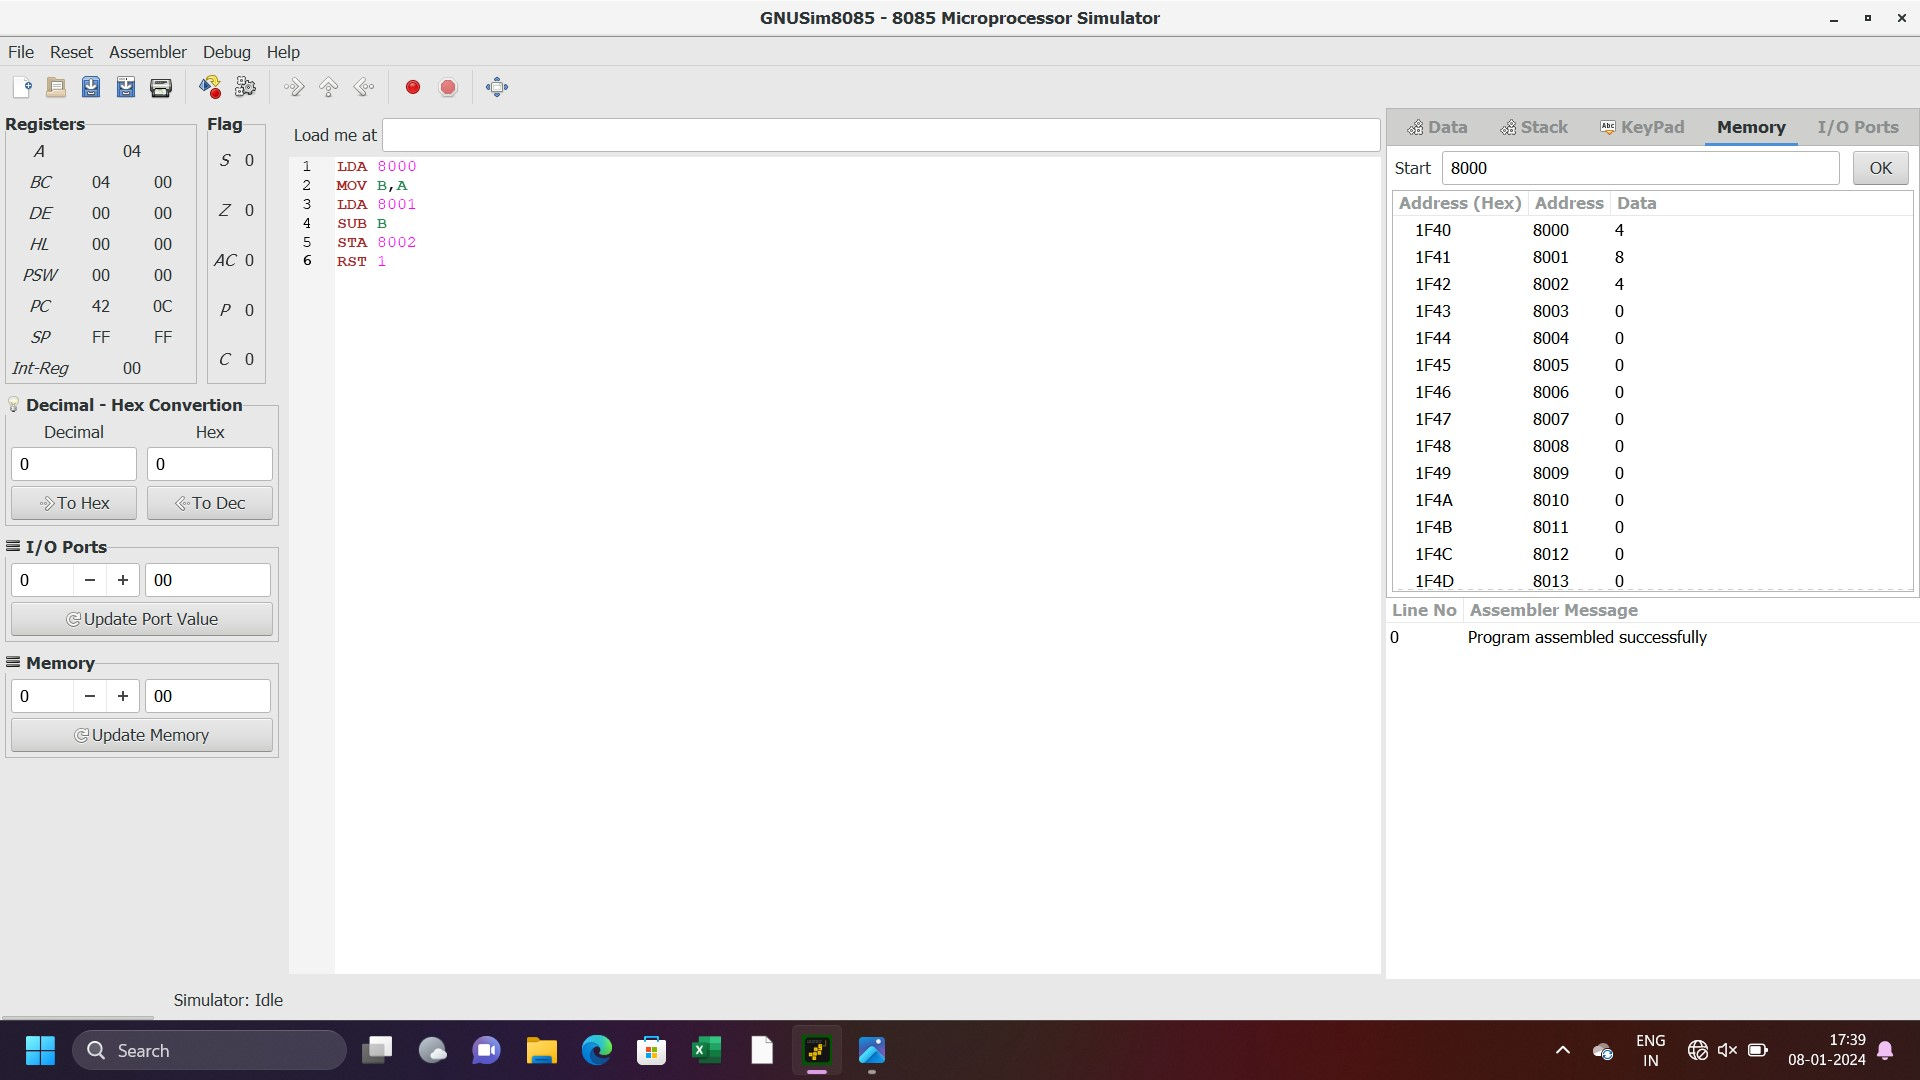 GNUSim8085 - 8085 Microprocessor Simulator
File Reset Assembler Debug Help
Registers
A 04
BC 04 00
DE 00 00
HL 00 00
PSW 00 00
PC 42 0C
SP FF FF
Int-Reg 00
Flag
S 0
Z 0
AC 0
P 0
C 0
Decimal - Hex Convertion
Decimal Hex
0 0
To Hex To Dec
I/O Ports
0 − + 00
Update Port Value
Memory
0 − + 00
Update Memory
Load me at
1 LDA 8000
2 MOV B,A
3 LDA 8001
4 SUB B
5 STA 8002
6 RST 1
Data Stack Abc KeyPad Memory I/O Ports
Start 8000 OK
Address (Hex) Address Data
1F40 8000 4
1F41 8001 8
1F42 8002 4
1F43 8003 0
1F44 8004 0
1F45 8005 0
1F46 8006 0
1F47 8007 0
1F48 8008 0
1F49 8009 0
1F4A 8010 0
1F4B 8011 0
1F4C 8012 0
1F4D 8013 0
Line No Assembler Message
0 Program assembled successfully
Simulator: Idle
Search
ENG
IN
17:39
08-01-2024